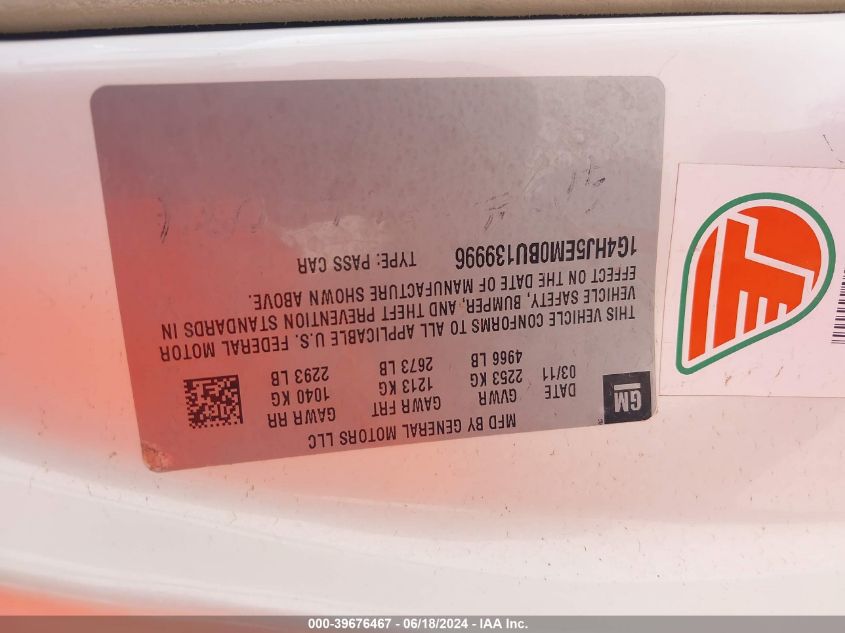 MFD BY GENERAL MOTORS LLC
GM
DATE GVWR GAWR FRT GAWR RR
03/11 2253 KG 1213 KG 1040 KG
4966 LB 2673 LB 2293 LB
THIS VEHICLE CONFORMS TO ALL APPLICABLE U.S. FEDERAL MOTOR
VEHICLE SAFETY, BUMPER, AND THEFT PREVENTION STANDARDS IN
EFFECT ON THE DATE OF MANUFACTURE SHOWN ABOVE.
1G4HJ5EM0BU139996 TYPE: PASS CAR
000-39676467 - 06/18/2024 - IAA Inc.